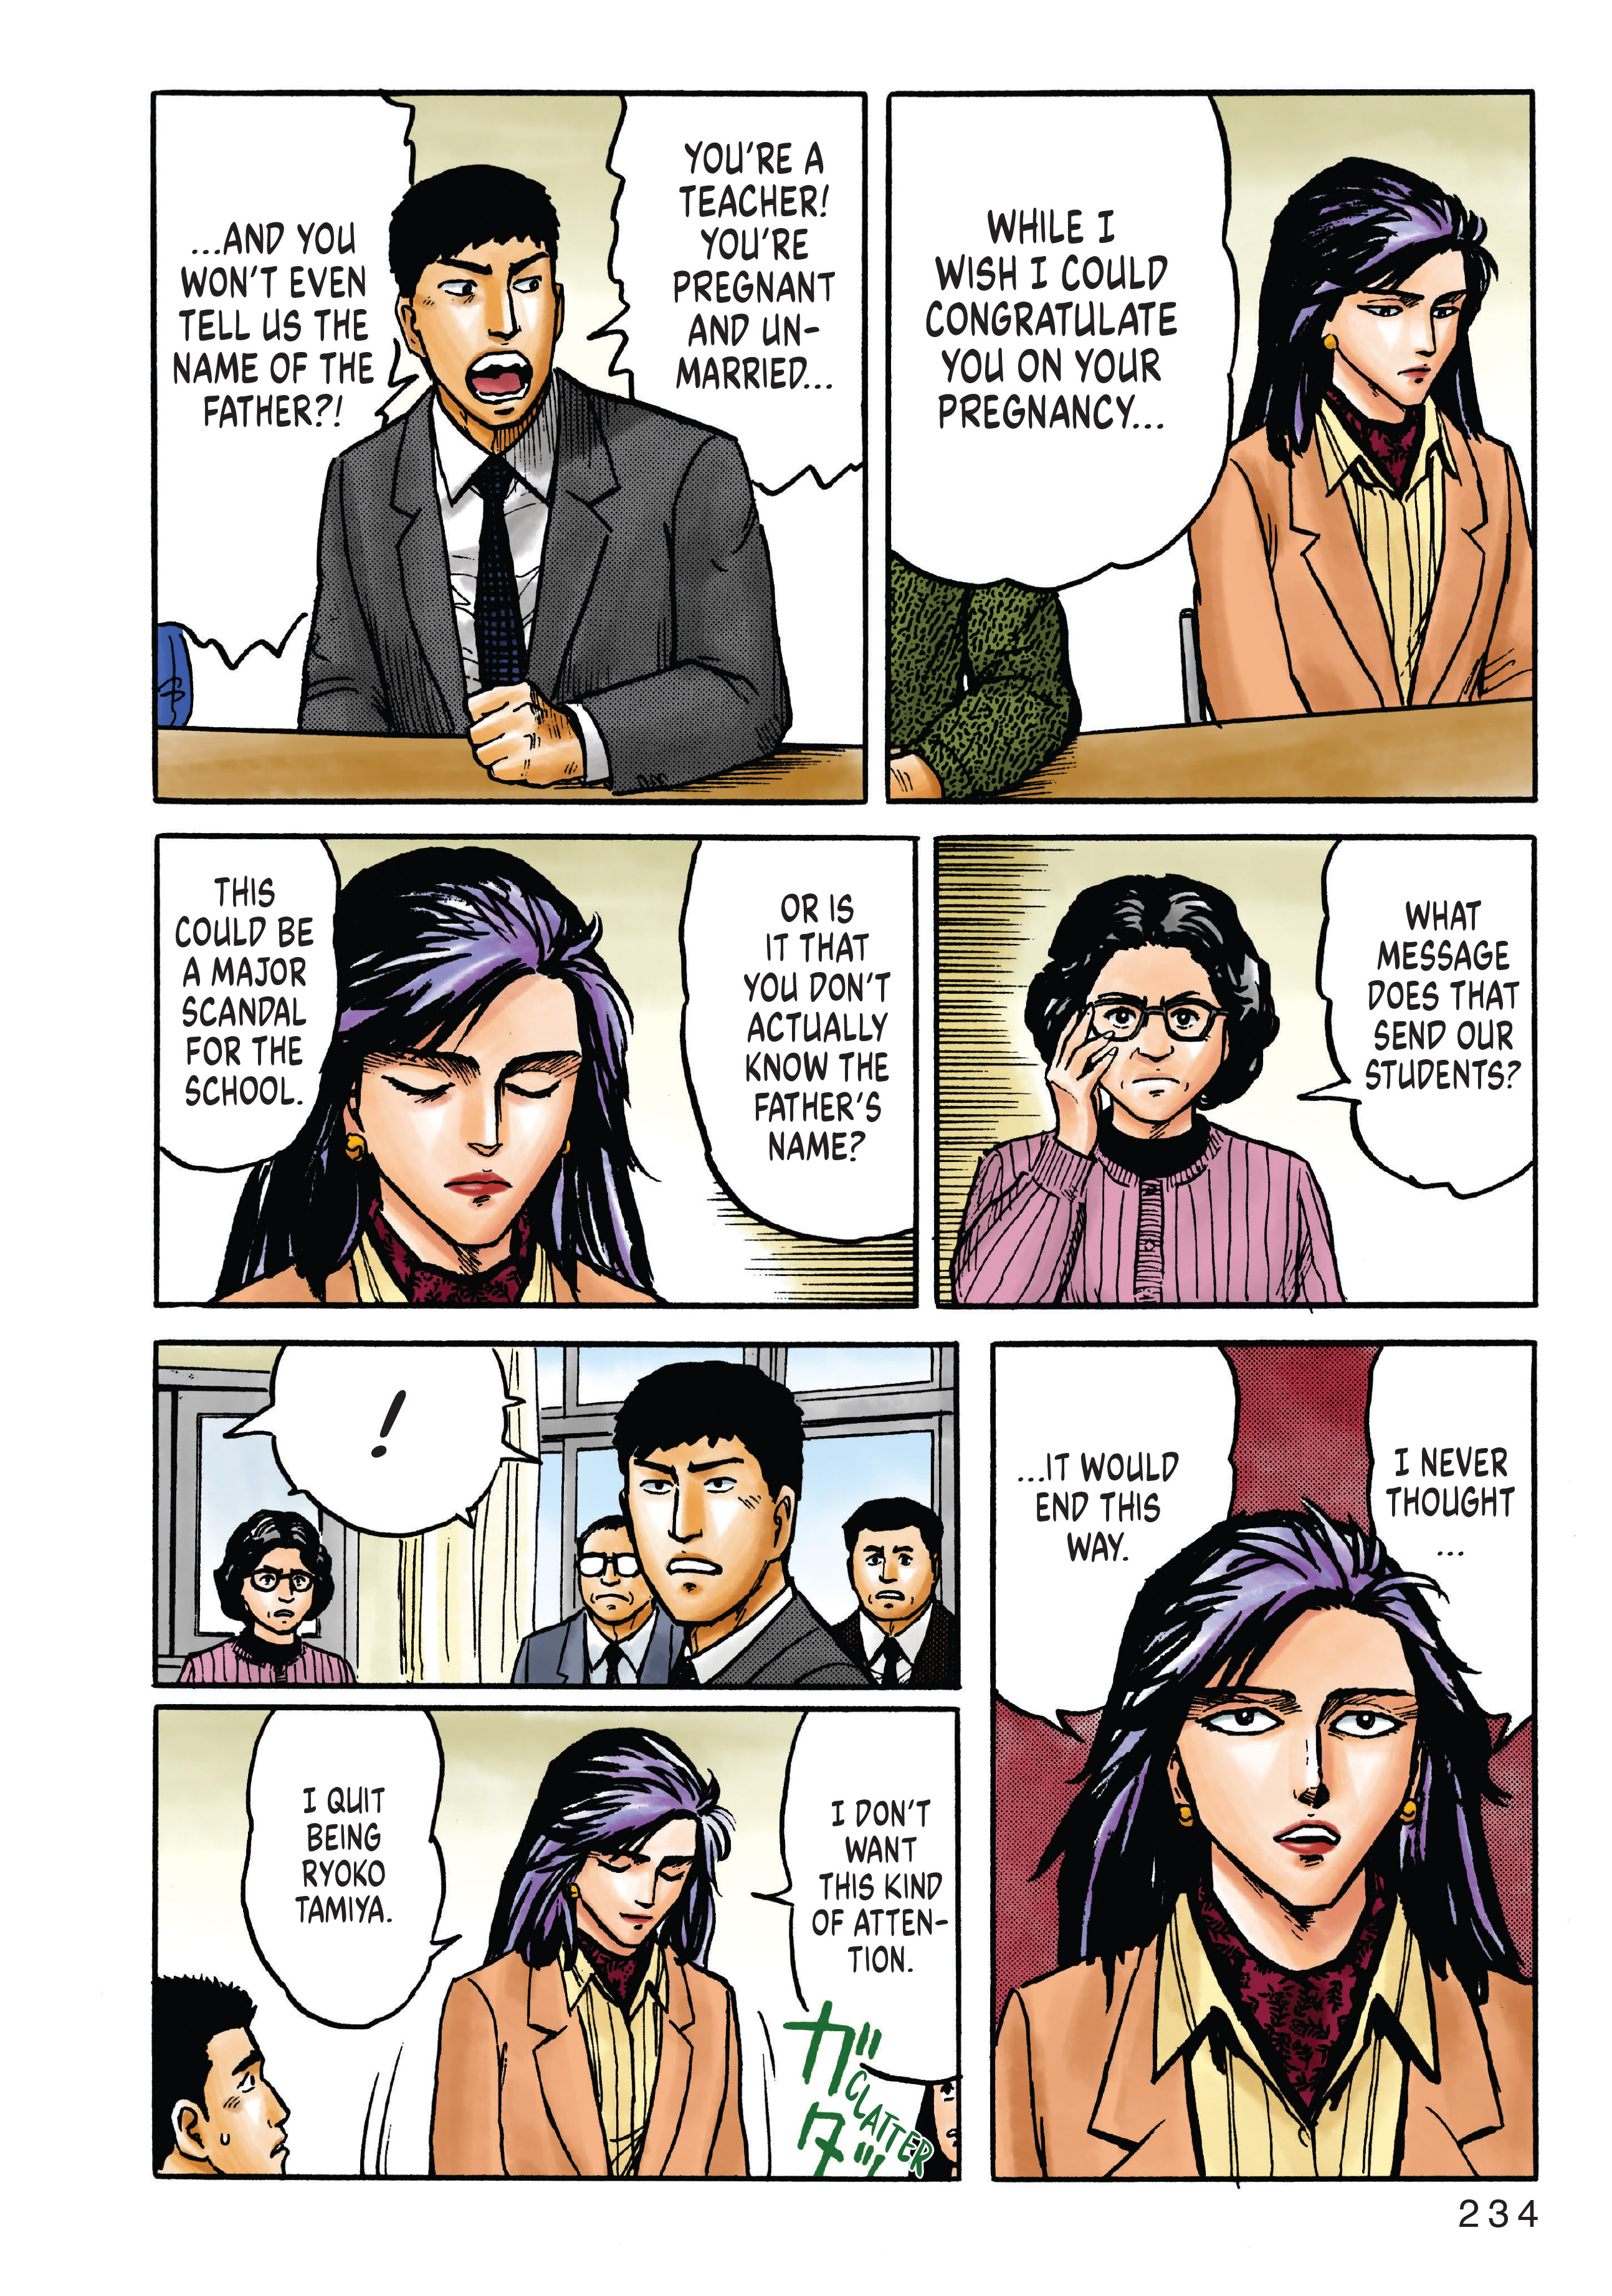 WHILE I
WISH I COULD
CONGRATULATE
YOU ON YOUR
PREGNANCY...
YOU'RE A
TEACHER!
YOU'RE
PREGNANT
AND UN-
MARRIED...
...AND YOU
WON'T EVEN
TELL US THE
NAME OF THE
FATHER?!
WHAT
MESSAGE
DOES THAT
SEND OUR
STUDENTS?
OR IS
IT THAT
YOU DON'T
ACTUALLY
KNOW THE
FATHER'S
NAME?
THIS
COULD BE
A MAJOR
SCANDAL
FOR THE
SCHOOL.
I NEVER
THOUGHT
...
...IT WOULD
END THIS
WAY.
!
I DON'T
WANT
THIS KIND
OF ATTEN-
TION.
ガタガ
CLATTER
I QUIT
BEING
RYOKO
TAMIYA.
234